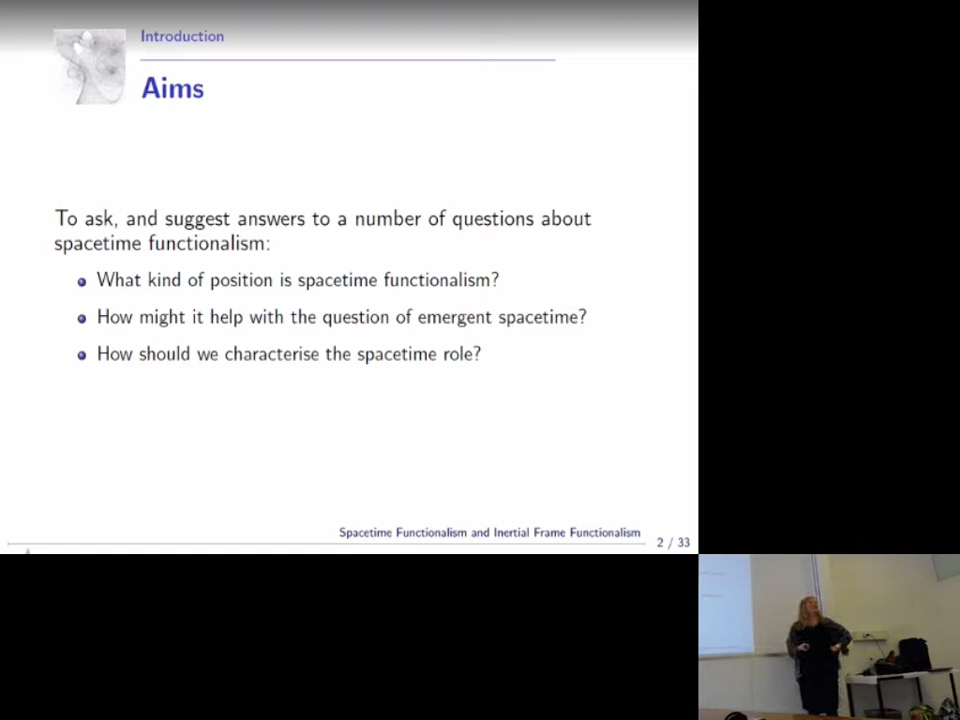 Introduction
Aims
To ask, and suggest answers to a number of questions about
spacetime functionalism:
What kind of position is spacetime functionalism?
How might it help with the question of emergent spacetime?
How should we characterise the spacetime role?
Spacetime Functionalism and Inertial Frame Functionalism
2 / 33